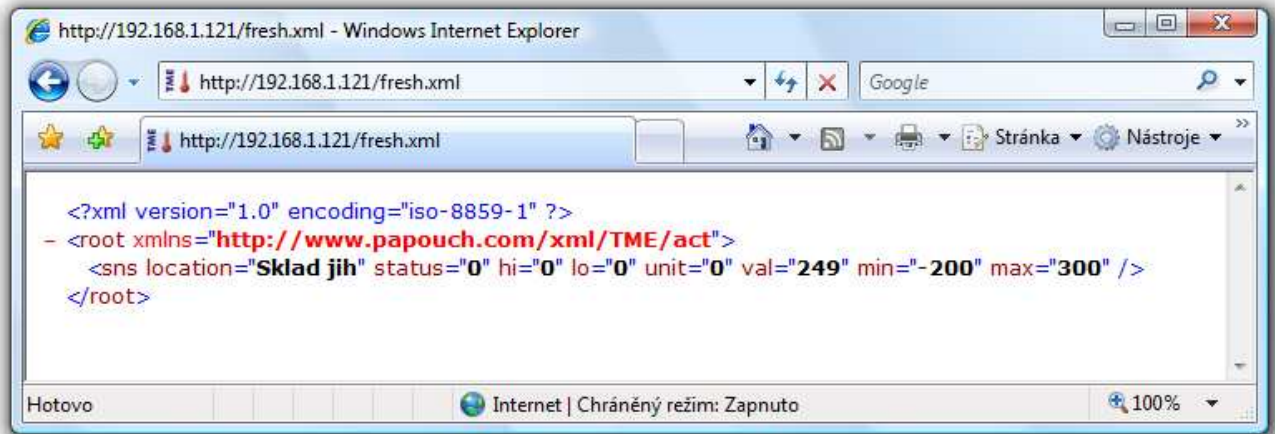 http://192.168.1.121/fresh.xml - Windows Internet Explorer
TME http://192.168.1.121/fresh.xml Google
TME http://192.168.1.121/fresh.xml Stránka Nástroje »
<?xml version="1.0" encoding="iso-8859-1" ?>
- <root xmlns="http://www.papouch.com/xml/TME/act">
<sns location="Sklad jih" status="0" hi="0" lo="0" unit="0" val="249" min="-200" max="300" />
</root>
Hotovo Internet | Chráněný režim: Zapnuto 100%